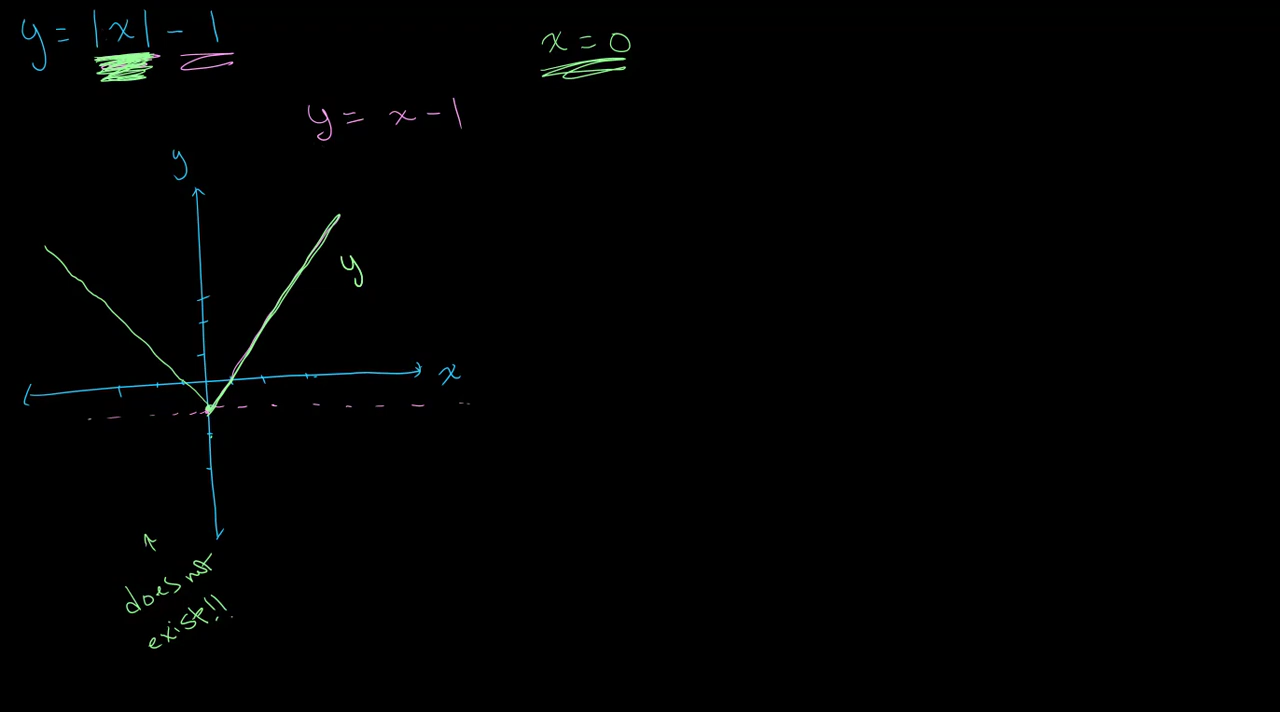 y = |x| - 1
x = 0
y = x - 1
y
y
x
does not
exist!!